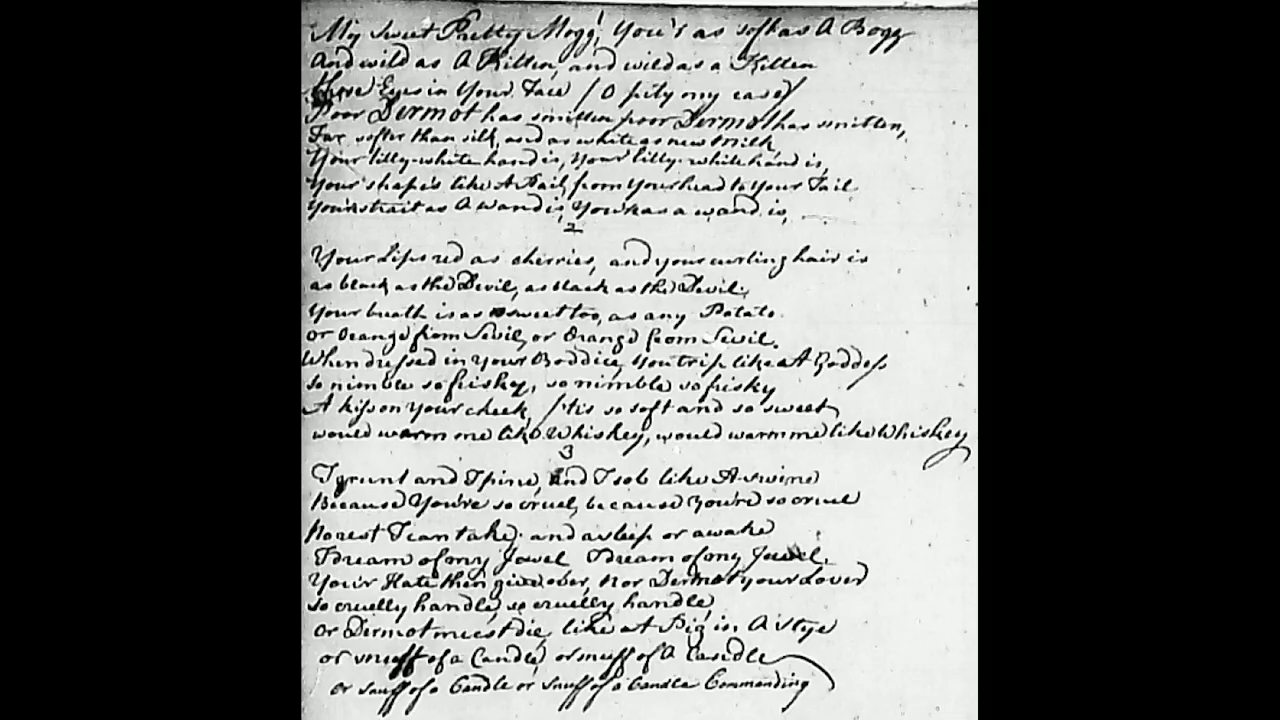 My Sweet Pretty Mogg, You'r as soft as A Bogg
And wild as A Kitten, and wild as a Kitten
those Eyes in Your Face (O pity my case)
Poor Dermot has smitten poor Dermot has smitten,
Far softer than silk, and as white as new milk,
Your lilly-white hand is, Your lilly-white hand is,
Your shape's like A Pail, from Your head to Your Tail
You'r strait as A wand is, You'r as a wand is,
2
Your Lips red as cherries, and your curling hair is
as black as the Devil, as black as the Devil,
Your breath is as sweet too, as any Potato
or Orange from Sevil, or Orange from Sevil.
When dressed in Your Boddice, You trip like A Goddess
so nimble so frisky, so nimble so frisky
A kiss on Your cheek, 'tis so soft and so sweet
would warm me like Whiskey, would warm me like Whiskey
3
I grunt and I pine, And I sob like A swine
Because You're so cruel, because You're so cruel
No rest I can take, and asleep or awake
I dream of my Jewel I dream of my Jewel.
Your Hate then give over, Nor Dermot your Lover
so cruelly handle, so cruelly handle,
or Dermot must die, like A Pig in A stye
or snuff of a Candle, or snuff of A Candle
or snuff of a Candle or snuff of a Candle Commanding